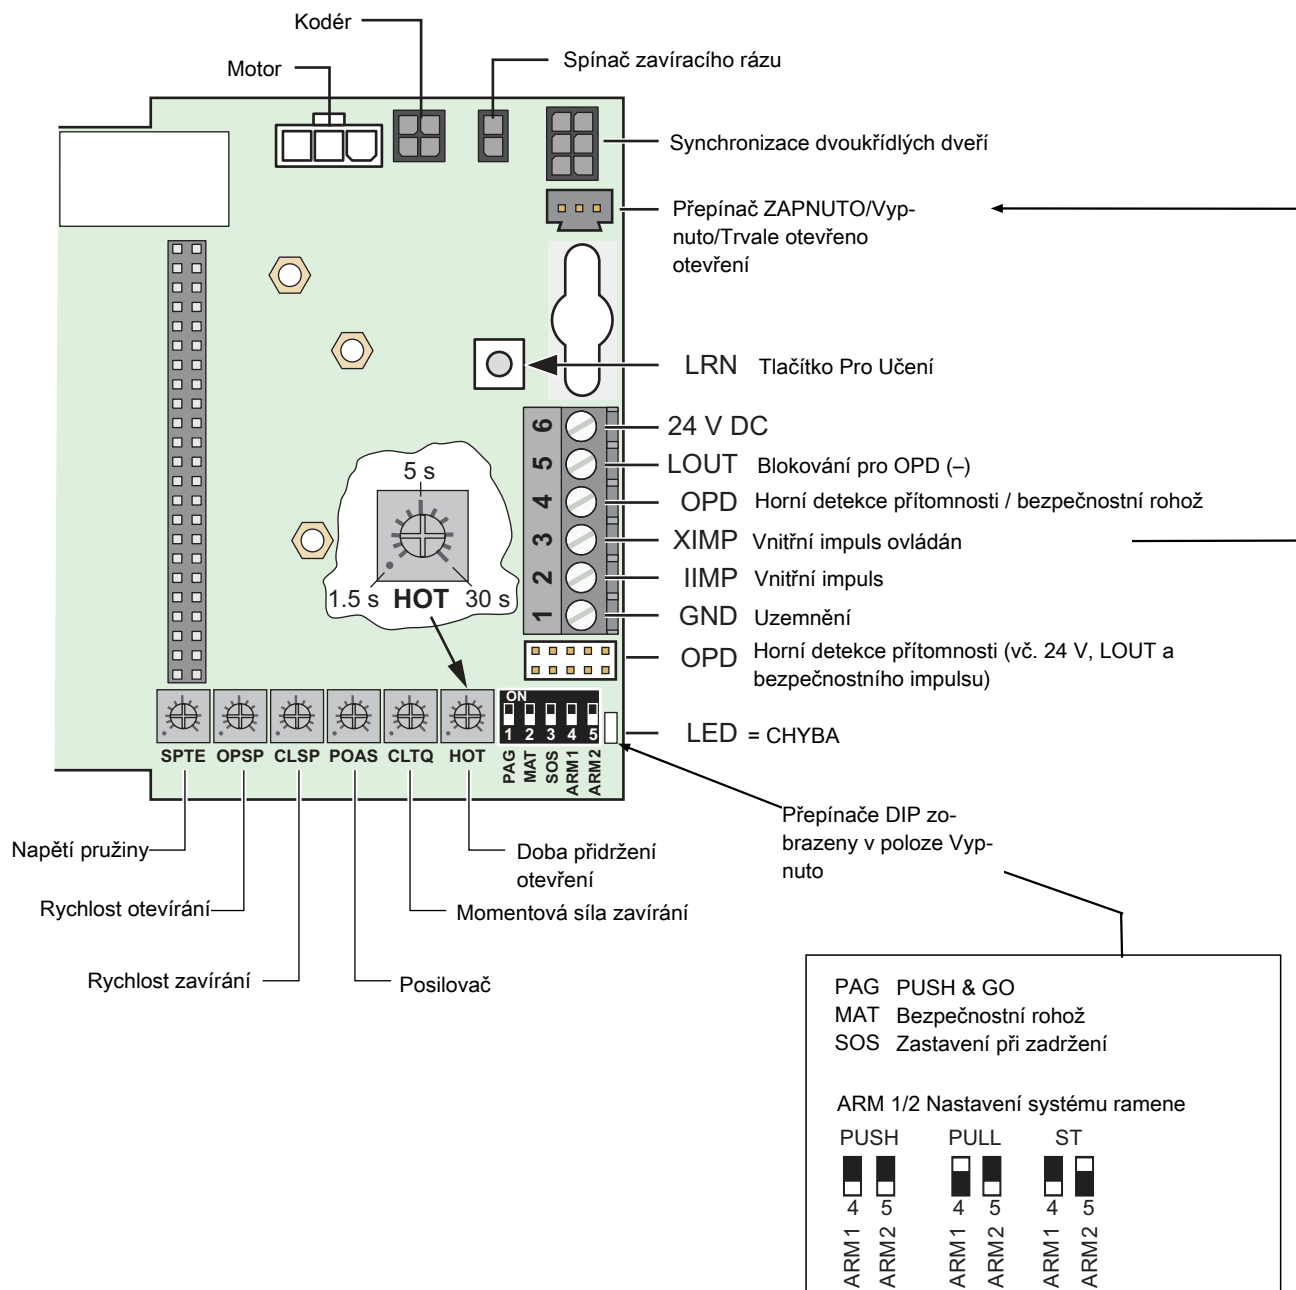 Kodér
Motor
Spínač zavíracího rázu
Synchronizace dvoukřídlých dveří
Přepínač ZAPNUTO/Vyp-
nuto/Trvale otevřeno
otevření
LRN Tlačítko Pro Učení
6 24 V DC
5 LOUT Blokování pro OPD (–)
4 OPD Horní detekce přítomnosti / bezpečnostní rohož
3 XIMP Vnitřní impuls ovládán
2 IIMP Vnitřní impuls
1 GND Uzemnění
5 s
1.5 s HOT 30 s
OPD Horní detekce přítomnosti (vč. 24 V, LOUT a
bezpečnostního impulsu)
ON
1 2 3 4 5
LED = CHYBA
SPTE OPSP CLSP POAS CLTQ HOT
PAG
MAT
SOS
ARM1
ARM2
Přepínače DIP zo-
brazeny v poloze Vyp-
nuto
Napětí pružiny
Doba přidržení
otevření
Rychlost otevírání
Momentová síla zavírání
Rychlost zavírání
Posilovač
PAG PUSH & GO
MAT Bezpečnostní rohož
SOS Zastavení při zadržení
ARM 1/2 Nastavení systému ramene
PUSH PULL ST
4 5 4 5 4 5
ARM1 ARM2 ARM1 ARM2 ARM1 ARM2